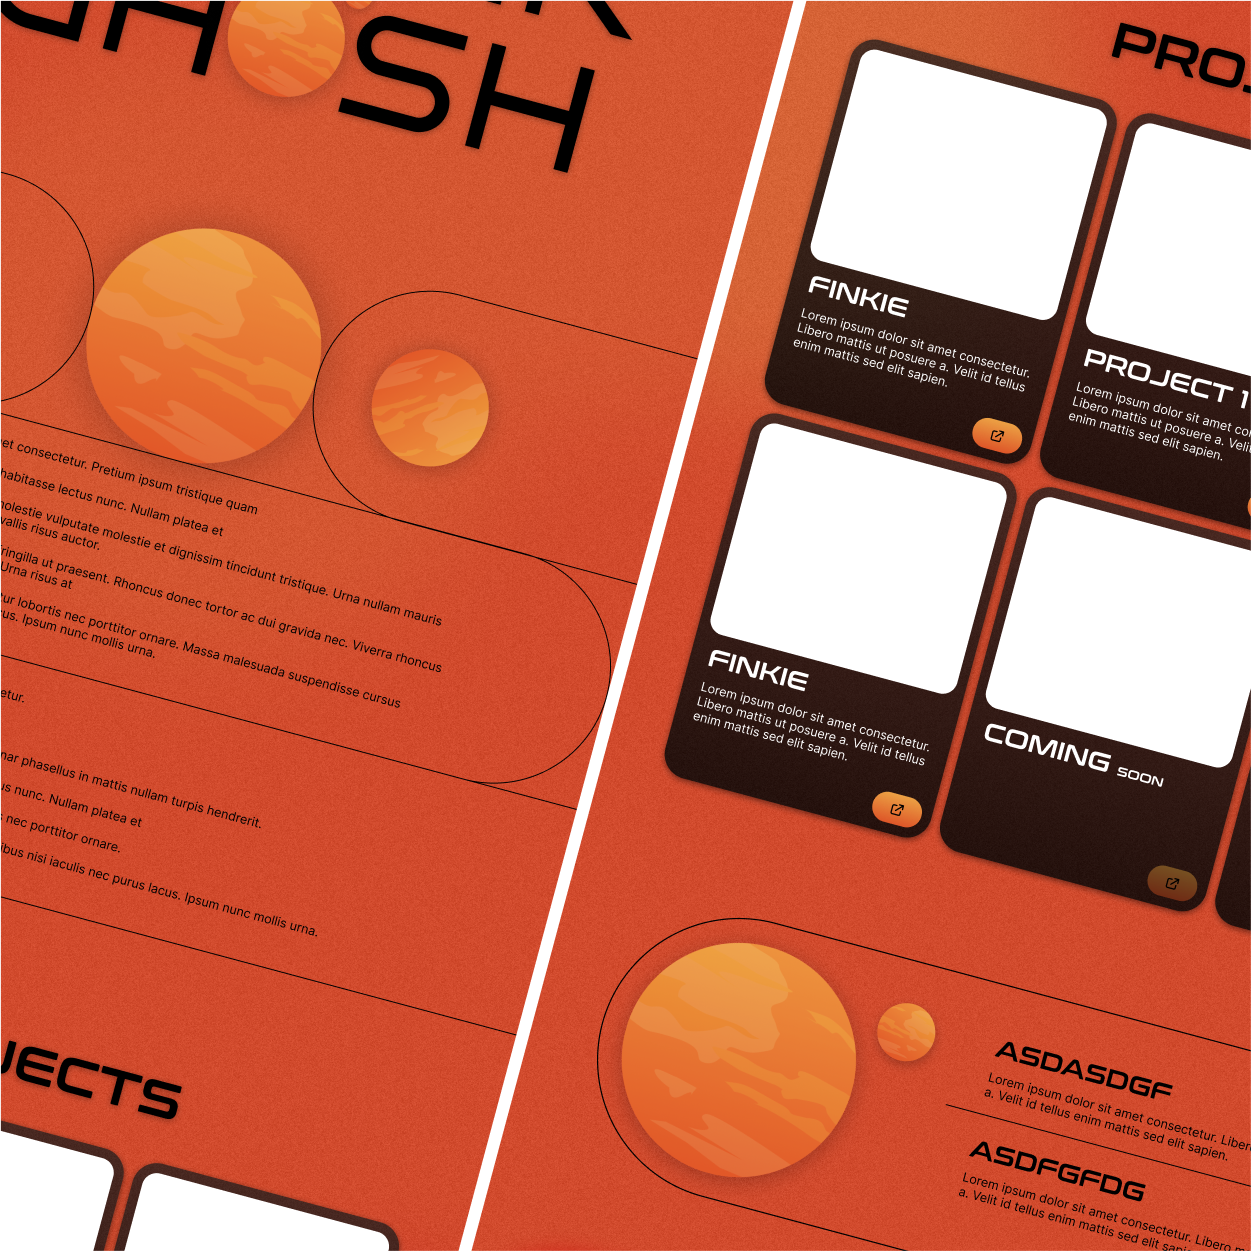 GH SH
et consectetur. Pretium ipsum tristique quam
habitasse lectus nunc. Nullam platea et
molestie vulputate molestie et dignissim tincidunt tristique. Urna nullam mauris
vallis risus auctor.
fringilla ut praesent. Rhoncus donec tortor ac dui gravida nec. Viverra rhoncus
Urna risus at
ur lobortis nec porttitor ornare. Massa malesuada suspendisse cursus
us. Ipsum nunc mollis urna.
etur.
nar phasellus in mattis nullam turpis hendrerit.
us nunc. Nullam platea et
s nec porttitor ornare.
ibus nisi iaculis nec purus lacus. Ipsum nunc mollis urna.
JECTS
PROJ
FINKIE
Lorem ipsum dolor sit amet consectetur.
Libero mattis ut posuere a. Velit id tellus
enim mattis sed elit sapien.
PROJECT 1
Lorem ipsum dolor sit amet co
Libero mattis ut posuere a. Veli
enim mattis sed elit sapien.
FINKIE
Lorem ipsum dolor sit amet consectetur.
Libero mattis ut posuere a. Velit id tellus
enim mattis sed elit sapien.
COMING SOON
ASDASDGF
Lorem ipsum dolor sit amet consectetur. Liber
a. Velit id tellus enim mattis sed elit sapien.
ASDFGFDG
Lorem ipsum dolor sit amet consectetur. Libero m
a. Velit id tellus enim mattis sed elit sapi